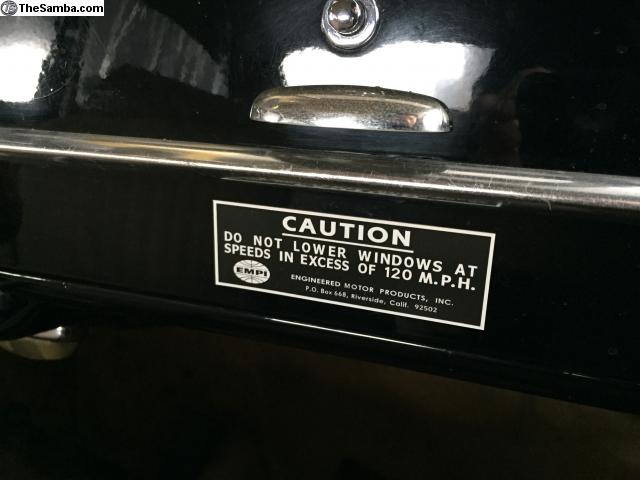 TheSamba.com
CAUTION
DO NOT LOWER WINDOWS AT
SPEEDS IN EXCESS OF 120 M.P.H.
EMPI
ENGINEERED MOTOR PRODUCTS, INC.
P.O. Box 668, Riverside, Calif. 92502